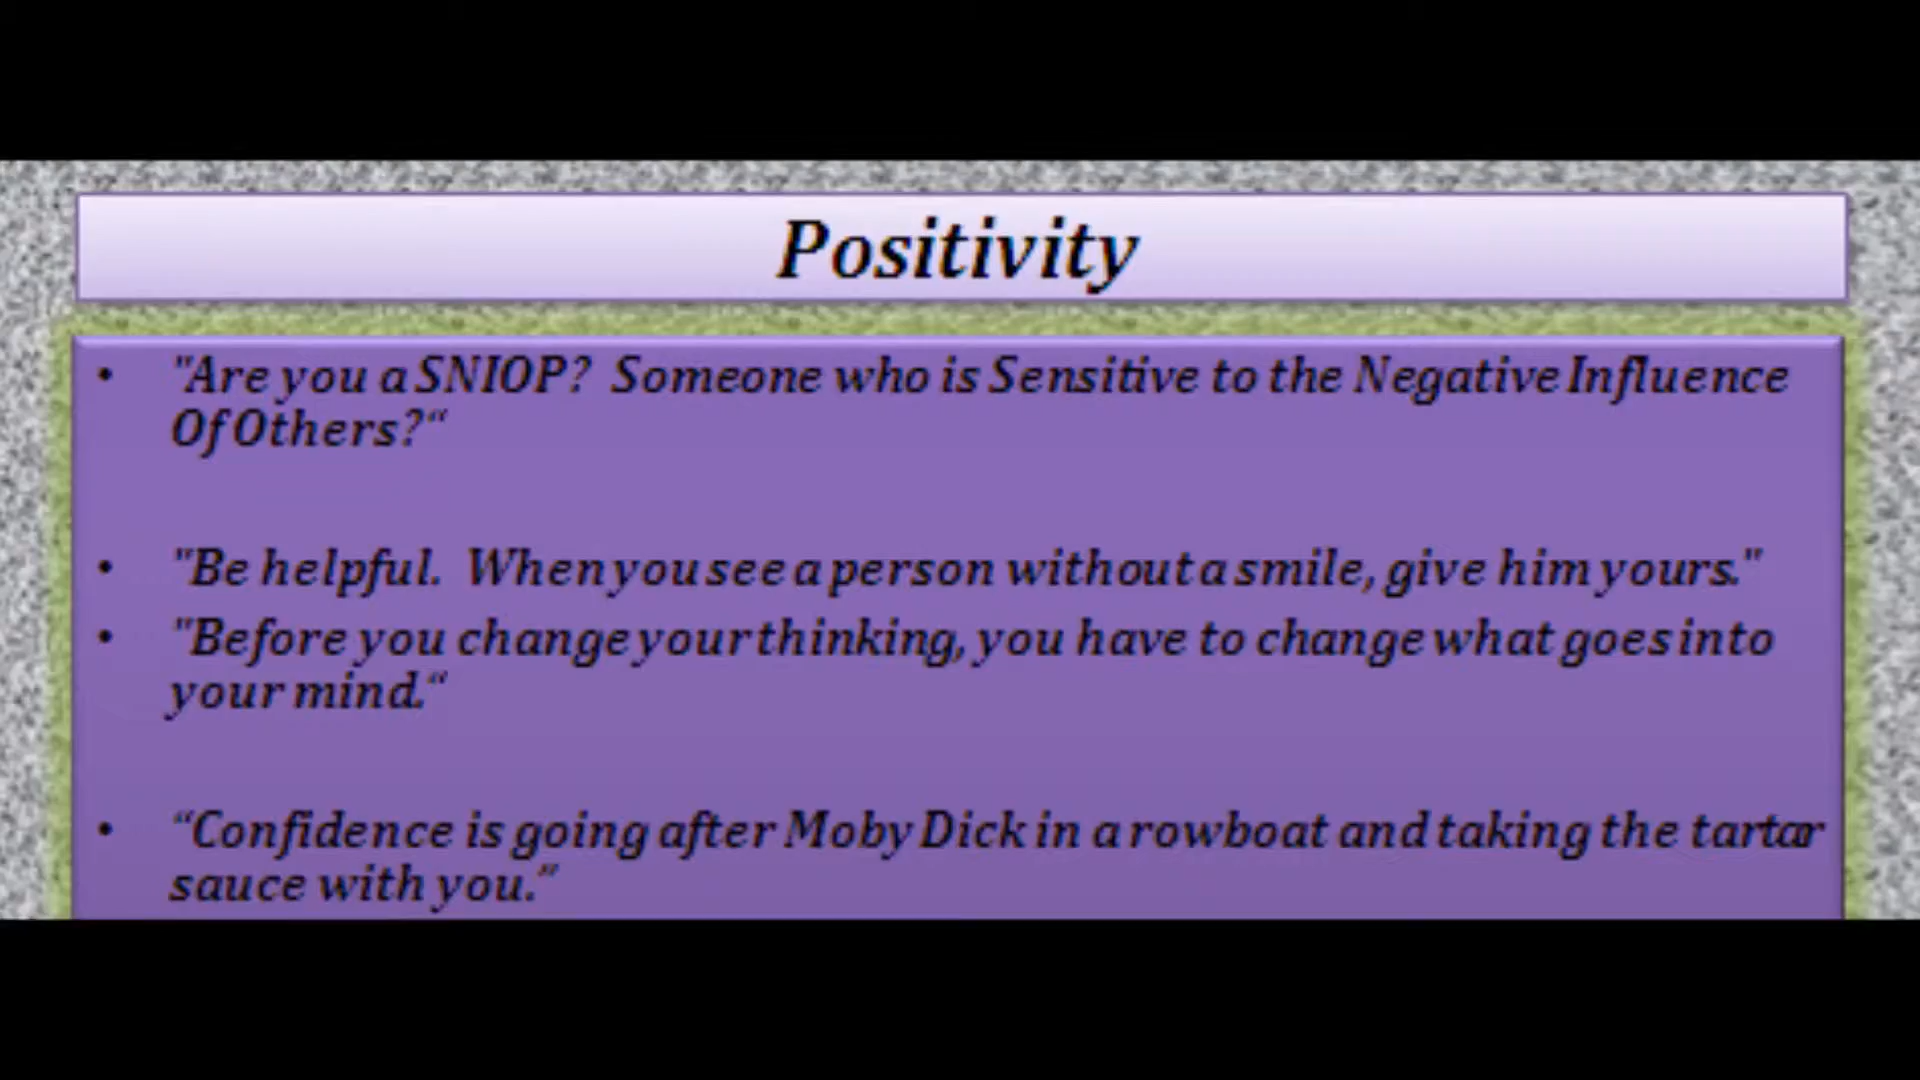 Positivity
• "Are you a SNIOP?  Someone who is Sensitive to the Negative Influence
Of Others?“
• "Be helpful.  When you see a person without a smile, give him yours."
• "Before you change your thinking, you have to change what goes into
your mind.“
• “Confidence is going after Moby Dick in a rowboat and taking the tartar
sauce with you.”